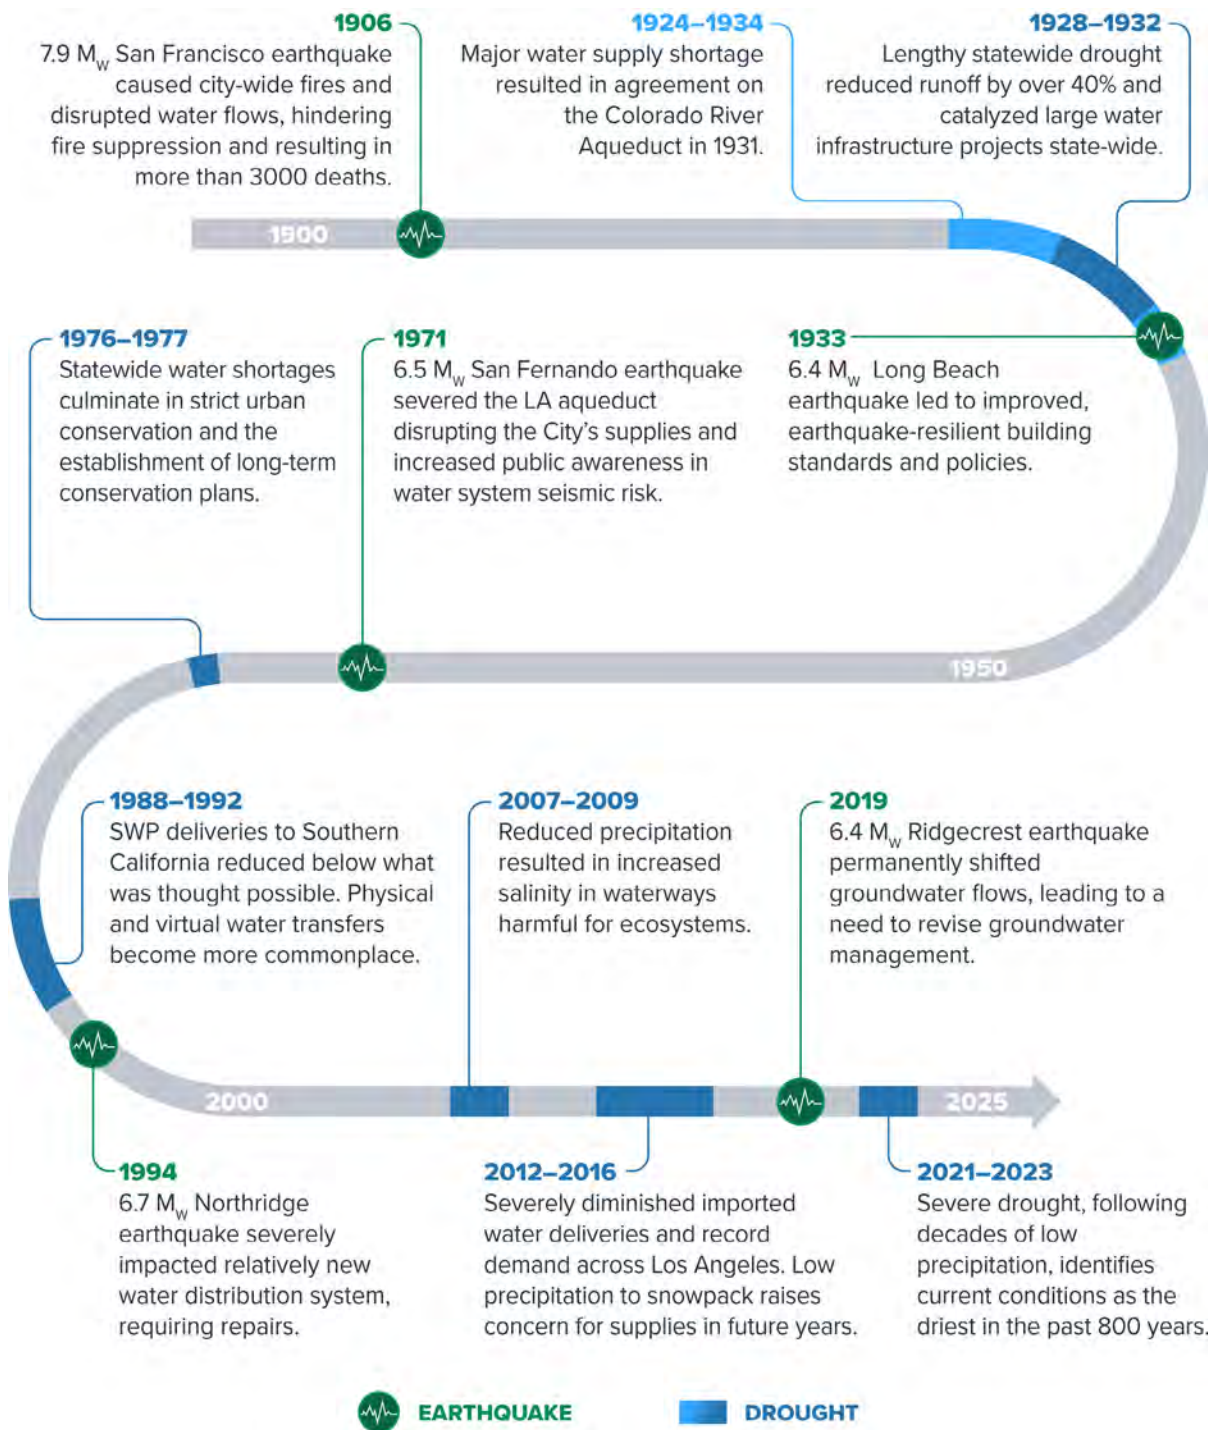 1906
7.9 Mw San Francisco earthquake
caused city-wide fires and
disrupted water flows, hindering
fire suppression and resulting in
more than 3000 deaths.
1924–1934
Major water supply shortage
resulted in agreement on
the Colorado River
Aqueduct in 1931.
1928–1932
Lengthy statewide drought
reduced runoff by over 40% and
catalyzed large water
infrastructure projects state-wide.
1900
1976–1977
Statewide water shortages
culminate in strict urban
conservation and the
establishment of long-term
conservation plans.
1971
6.5 Mw San Fernando earthquake
severed the LA aqueduct
disrupting the City's supplies and
increased public awareness in
water system seismic risk.
1933
6.4 Mw Long Beach
earthquake led to improved,
earthquake-resilient building
standards and policies.
1950
1988–1992
SWP deliveries to Southern
California reduced below what
was thought possible. Physical
and virtual water transfers
become more commonplace.
2007–2009
Reduced precipitation
resulted in increased
salinity in waterways
harmful for ecosystems.
2019
6.4 Mw Ridgecrest earthquake
permanently shifted
groundwater flows, leading to a
need to revise groundwater
management.
2000
2025
1994
6.7 Mw Northridge
earthquake severely
impacted relatively new
water distribution system,
requiring repairs.
2012–2016
Severely diminished imported
water deliveries and record
demand across Los Angeles. Low
precipitation to snowpack raises
concern for supplies in future years.
2021–2023
Severe drought, following
decades of low
precipitation, identifies
current conditions as the
driest in the past 800 years.
EARTHQUAKE
DROUGHT